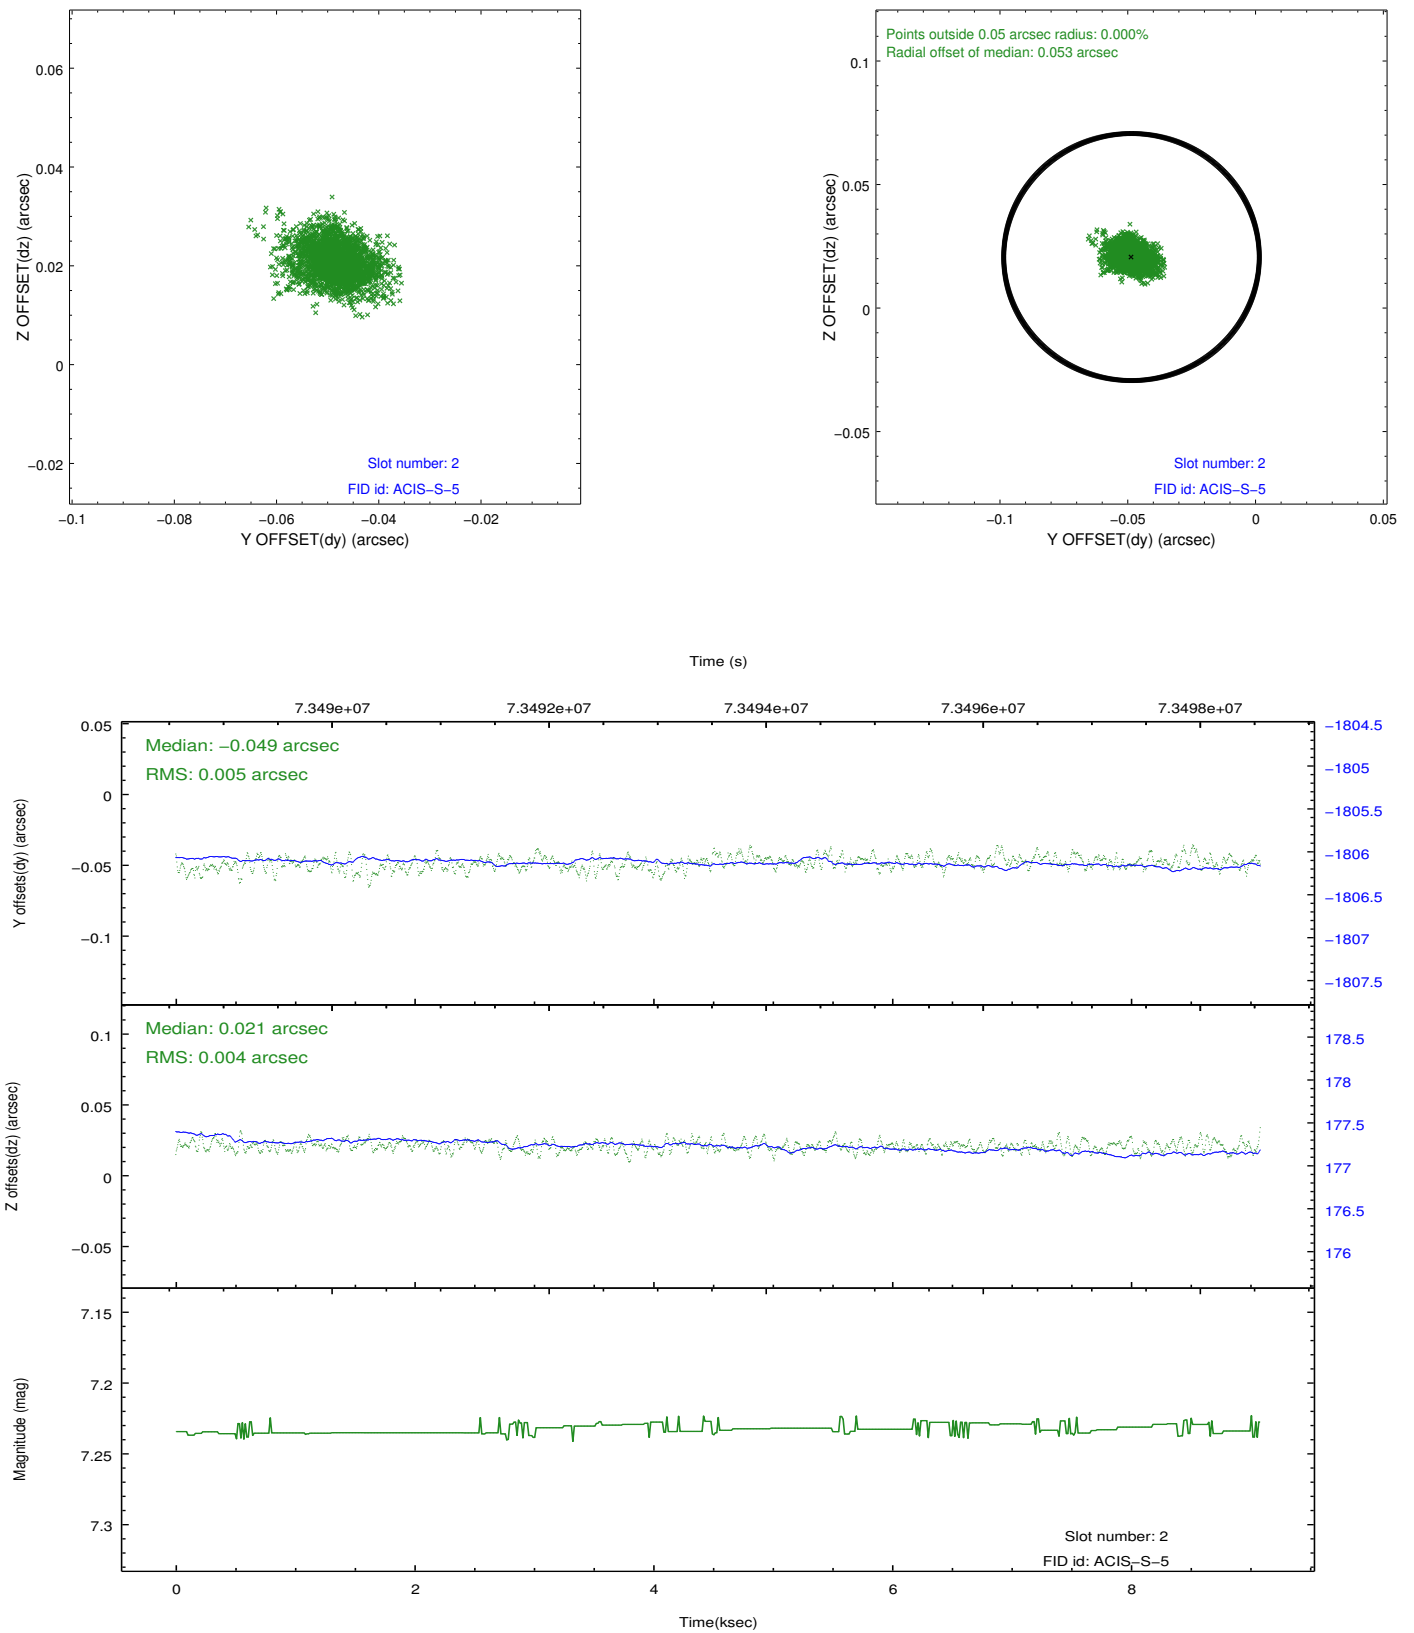 0.06
0.04
0.02
0
−0.02
Z OFFSET(dz) (arcsec)
Slot number: 2
FID id: ACIS−S−5
−0.1 −0.08 −0.06 −0.04 −0.02
Y OFFSET(dy) (arcsec)
Points outside 0.05 arcsec radius: 0.000%
Radial offset of median: 0.053 arcsec
0.1
0.05
0
−0.05
Z OFFSET(dz) (arcsec)
Slot number: 2
FID id: ACIS−S−5
−0.1 −0.05 0 0.05
Y OFFSET(dy) (arcsec)
Time (s)
7.349e+07 7.3492e+07 7.3494e+07 7.3496e+07 7.3498e+07
Median: −0.049 arcsec
RMS: 0.005 arcsec
0.05
0
−0.05
−0.1
Y offsets(dy) (arcsec)
−1804.5
−1805
−1805.5
−1806
−1806.5
−1807
−1807.5
Median: 0.021 arcsec
RMS: 0.004 arcsec
0.1
0.05
0
−0.05
Z offsets(dz) (arcsec)
178.5
178
177.5
177
176.5
176
7.15
7.2
7.25
7.3
Magnitude (mag)
Slot number: 2
FID id: ACIS−S−5
0 2 4 6 8
Time(ksec)